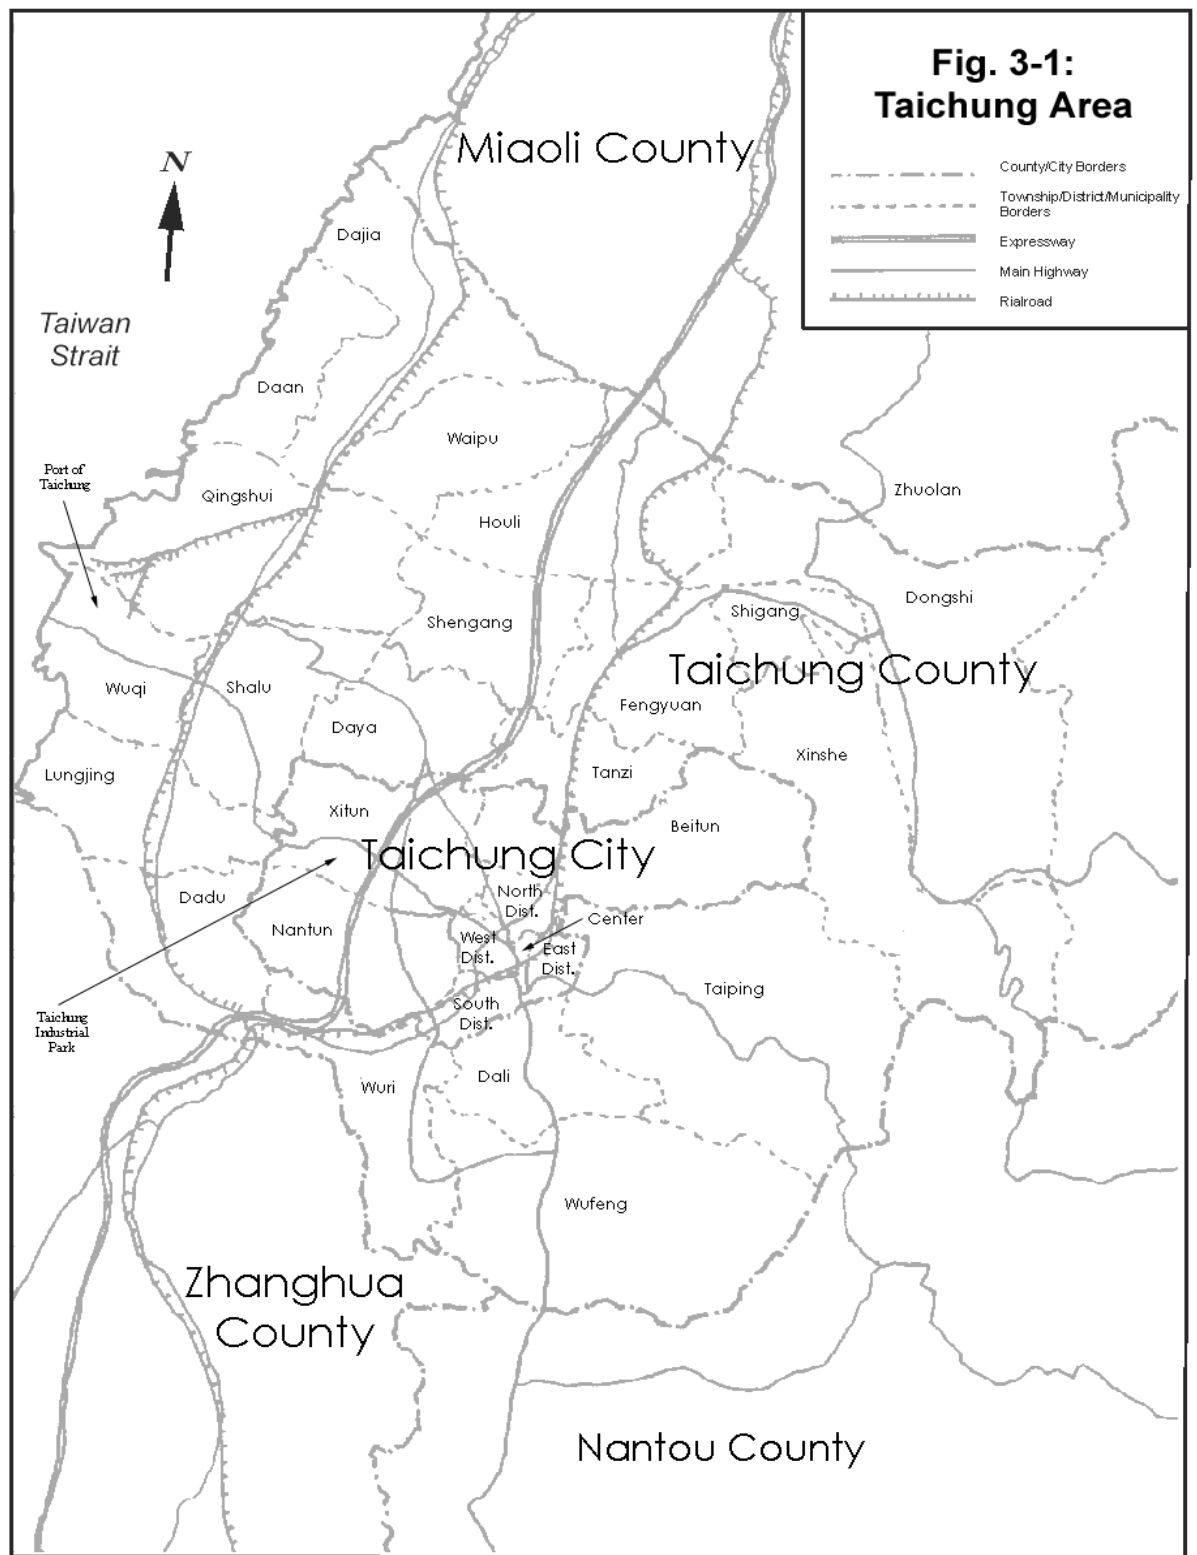 Fig. 3-1:
Taichung Area
County/City Borders
Township/District/Municipality
Borders
Expressway
Main Highway
Rialroad
N
Miaoli County
Dajia
Taiwan
Strait
Daan
Waipu
Port of
Taichung
Qingshui
Zhuolan
Houli
Dongshi
Shigang
Shengang
Taichung County
Wuqi
Shalu
Fengyuan
Daya
Xinshe
Lungjing
Tanzi
Xitun
Beitun
Taichung City
North
Dist.
Dadu
Center
Nantun
West
Dist.
East
Dist.
Taiping
South
Dist.
Taichung
Industrial
Park
Dali
Wuri
Wufeng
Zhanghua
County
Nantou County